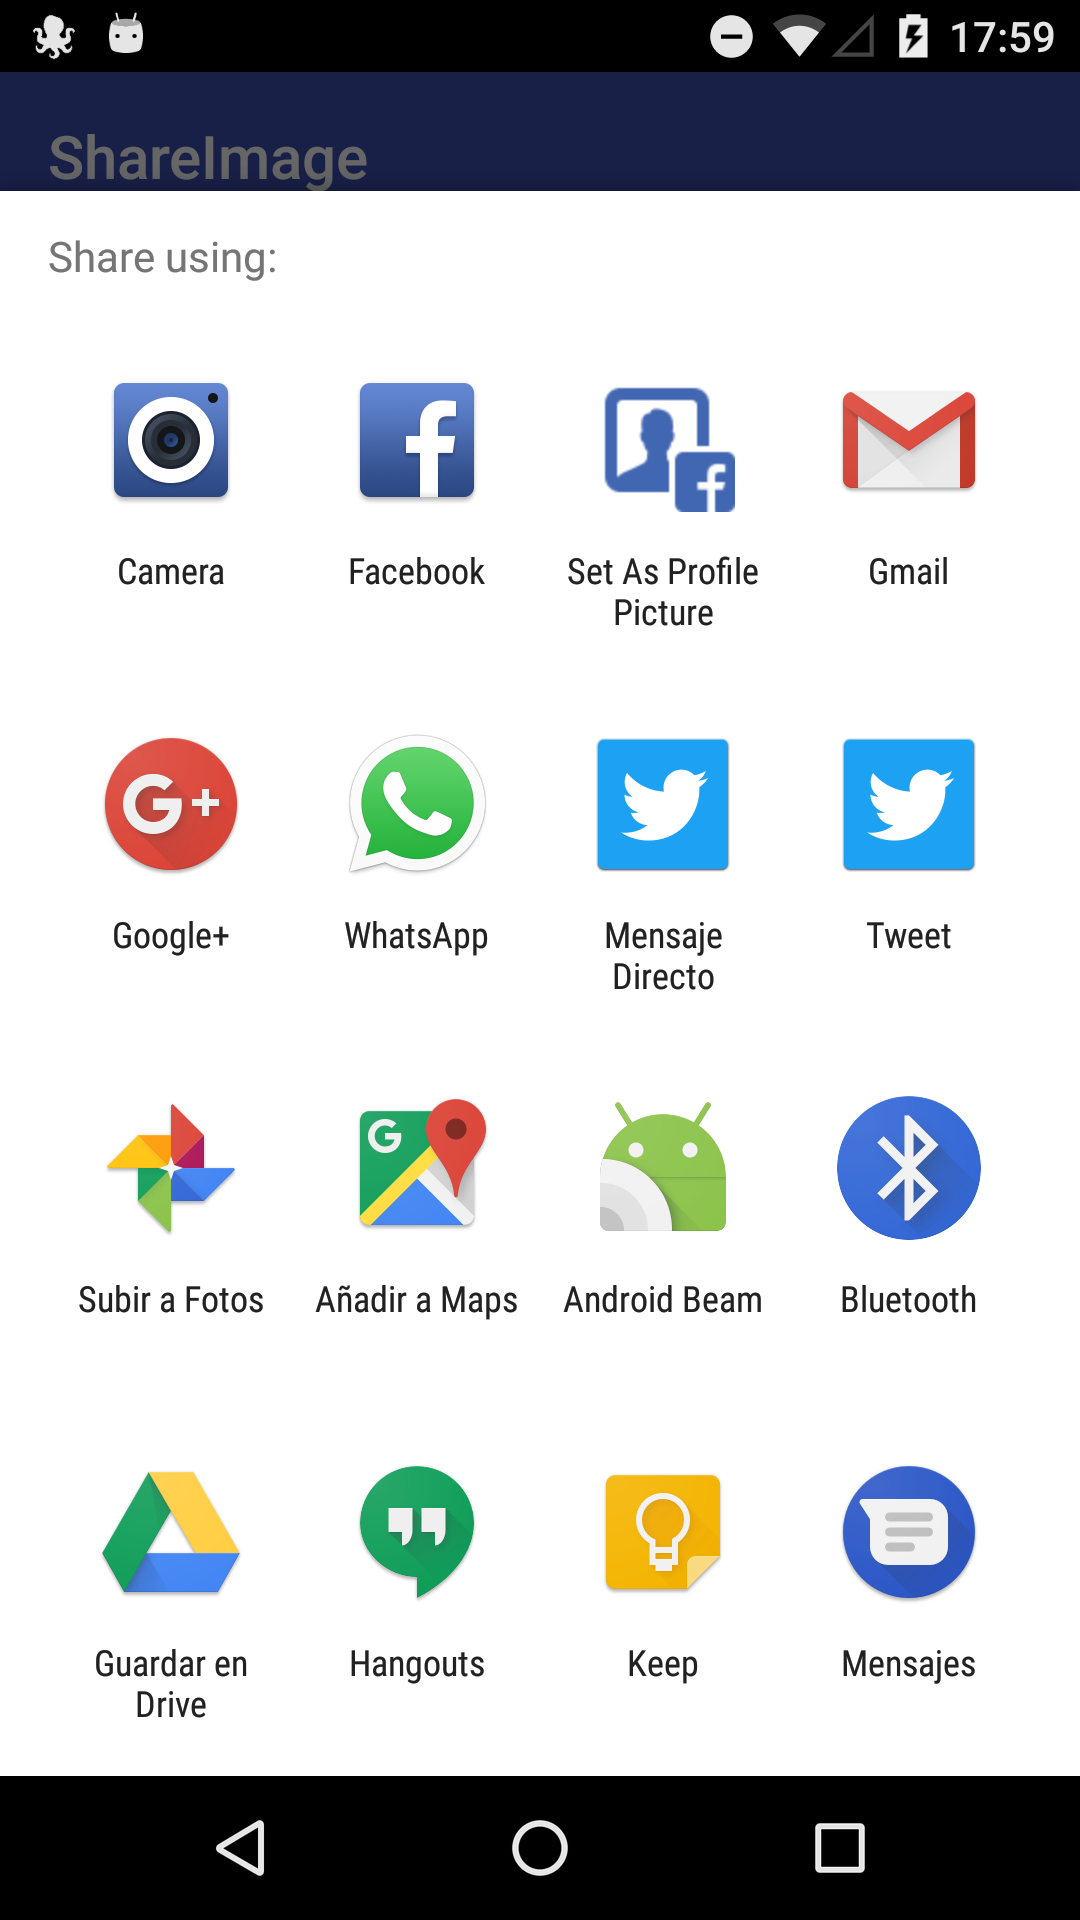 17:59
ShareImage
Share using:
Camera
Facebook
Set As Profile
Picture
Gmail
Google+
WhatsApp
Mensaje
Directo
Tweet
Subir a Fotos
Añadir a Maps
Android Beam
Bluetooth
Guardar en
Drive
Hangouts
Keep
Mensajes